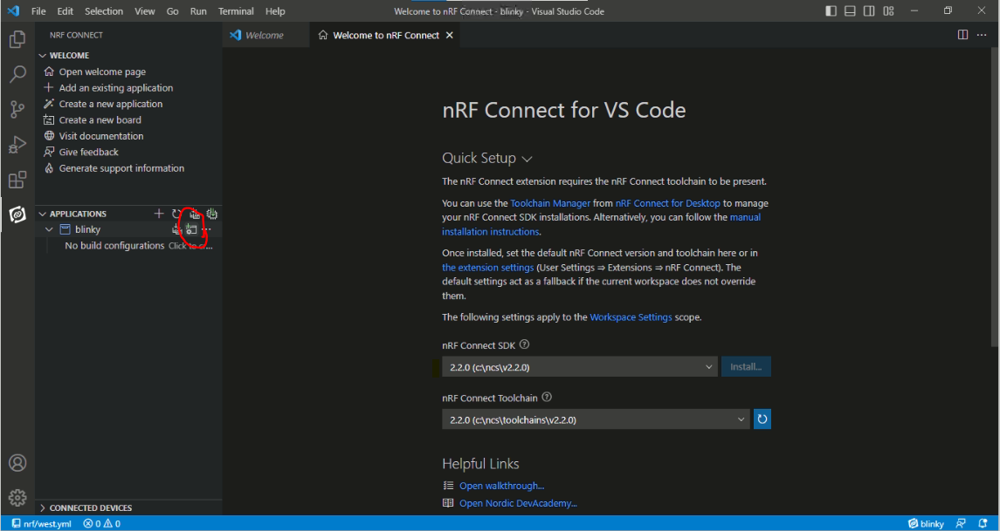 File Edit Selection View Go Run Terminal Help
Welcome to nRF Connect - blinky - Visual Studio Code
NRF CONNECT
WELCOME
Open welcome page
Add an existing application
Create a new application
Create a new board
Visit documentation
Give feedback
Generate support information
APPLICATIONS
blinky
No build configurations Click to cr...
CONNECTED DEVICES
Welcome
Welcome to nRF Connect
nRF Connect for VS Code
Quick Setup
The nRF Connect extension requires the nRF Connect toolchain to be present.
You can use the Toolchain Manager from nRF Connect for Desktop to manage
your nRF Connect SDK installations. Alternatively, you can follow the manual
installation instructions.
Once installed, set the default nRF Connect version and toolchain here or in
the extension settings (User Settings ⇒ Extensions ⇒ nRF Connect). The
default settings act as a fallback if the current workspace does not override
them.
The following settings apply to the Workspace Settings scope.
nRF Connect SDK
2.2.0 (c:\ncs\v2.2.0)
Install...
nRF Connect Toolchain
2.2.0 (c:\ncs\toolchains\v2.2.0)
Helpful Links
Open walkthrough...
Open Nordic DevAcademy...
nrf/west.yml 0 0
blinky